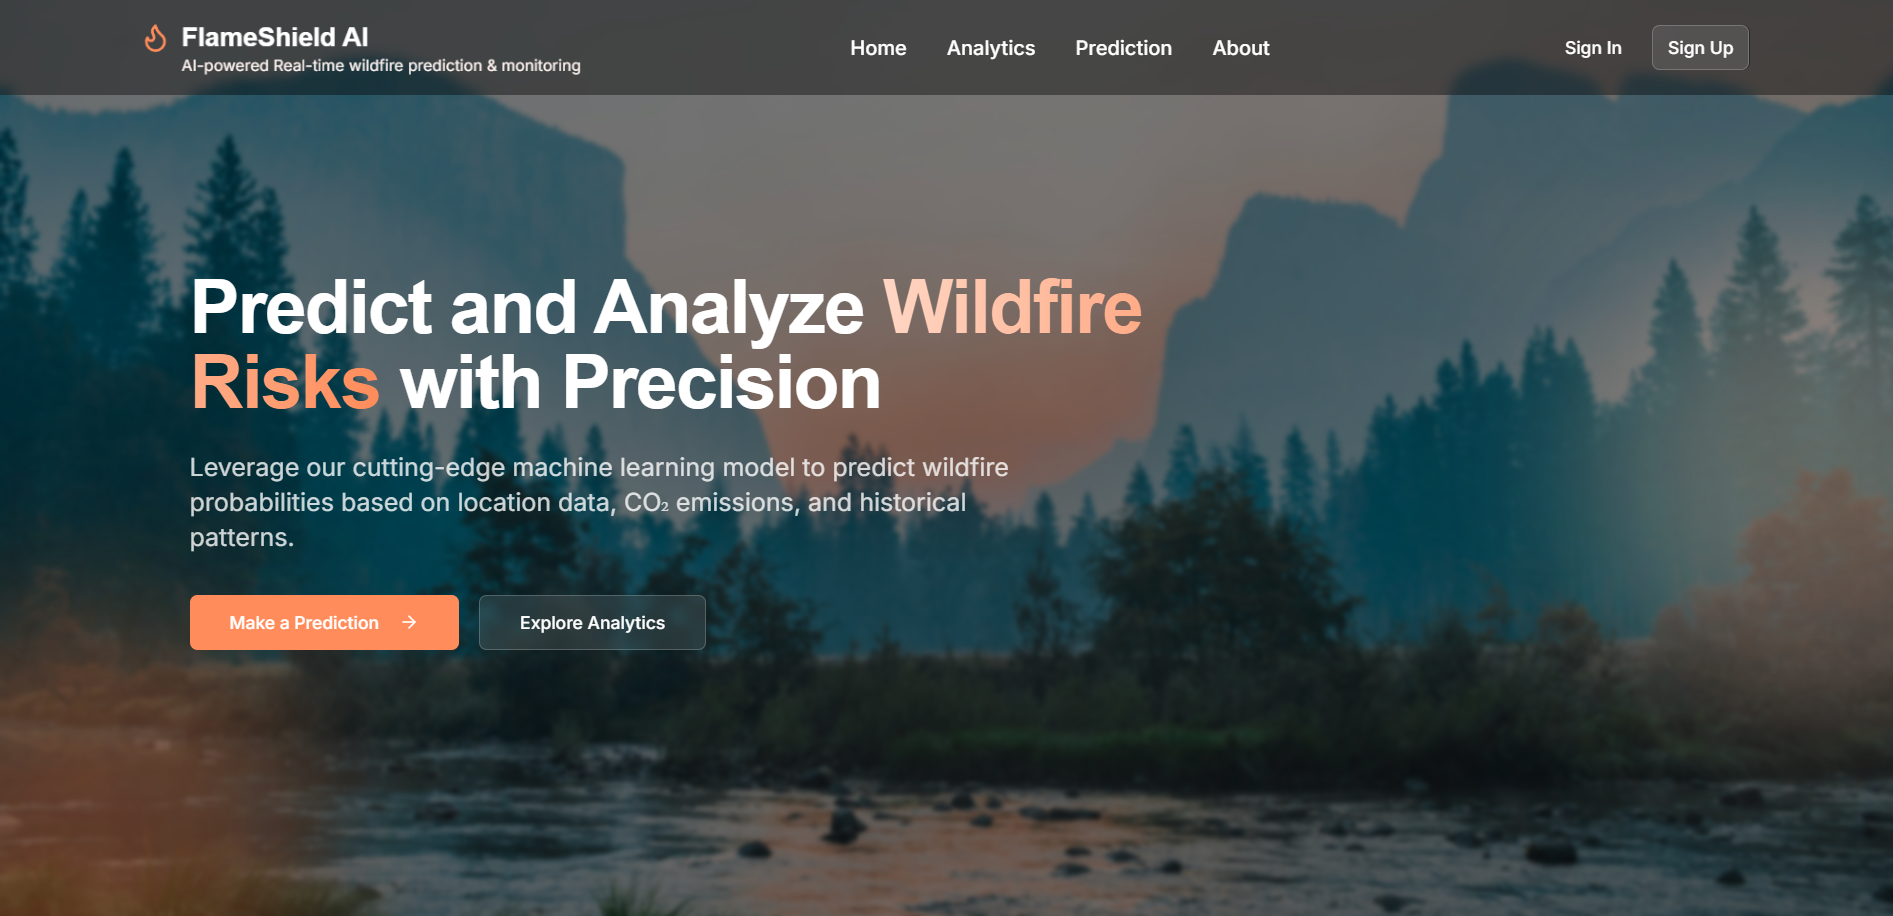 FlameShield AI
AI-powered Real-time wildfire prediction & monitoring
Home
Analytics
Prediction
About
Sign In
Sign Up
Predict and Analyze Wildfire
Risks with Precision
Leverage our cutting-edge machine learning model to predict wildfire
probabilities based on location data, CO₂ emissions, and historical
patterns.
Make a Prediction →
Explore Analytics